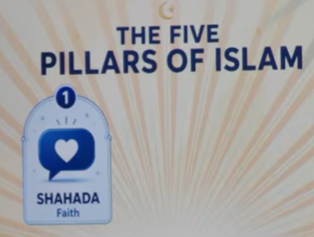 THE FIVE
PILLARS OF ISLAM
1
SHAHADA
Faith